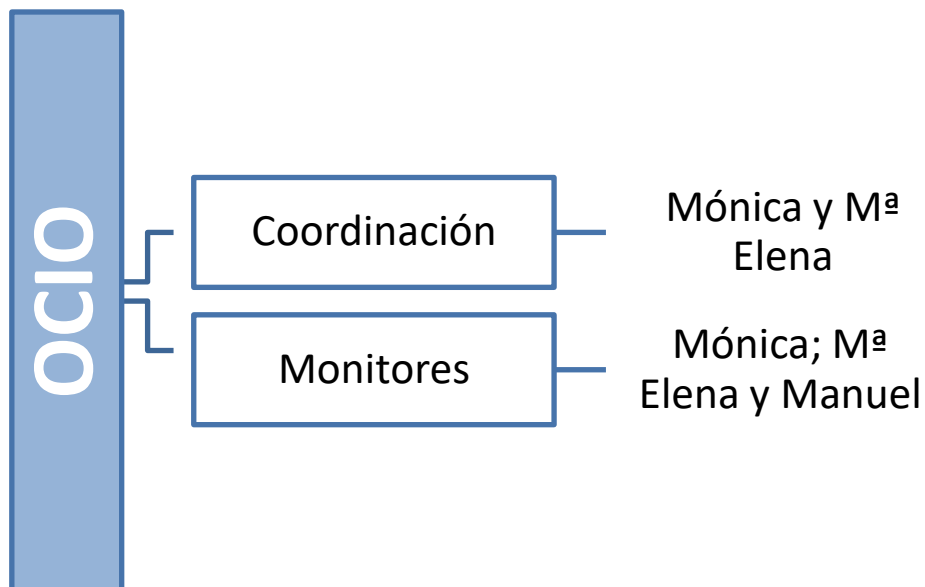 OCIO
Coordinación
Mónica y Mª
Elena
Monitores
Mónica; Mª
Elena y Manuel